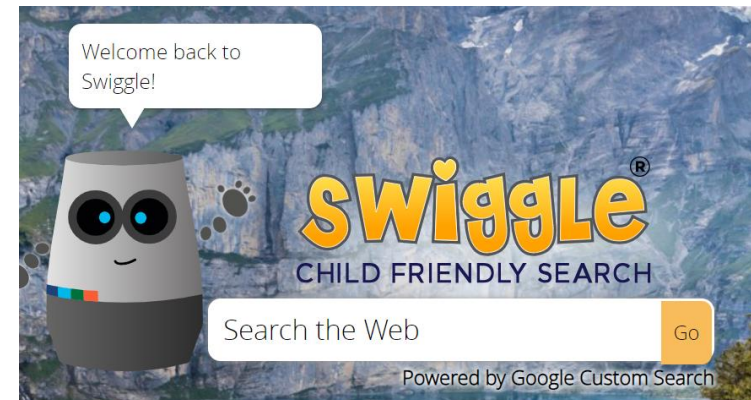 Welcome back to
Swiggle!
swiggle®
CHILD FRIENDLY SEARCH
Search the Web
Go
Powered by Google Custom Search